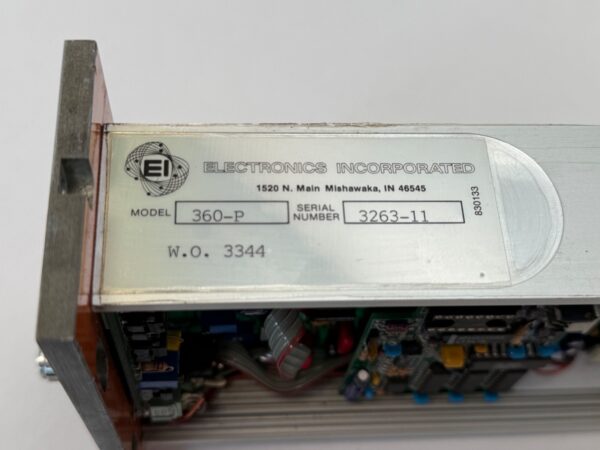 EI ELECTRONICS INCORPORATED
1520 N. Main Mishawaka, IN 46545
MODEL 360-P SERIAL NUMBER 3263-11
830133
W.O. 3344